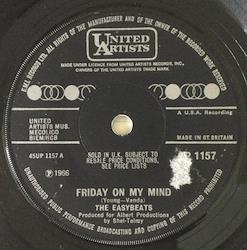 E.M.I. RECORDS LTD. ALL RIGHTS OF THE MANUFACTURER AND OF THE OWNER OF THE RECORDED WORK RESERVED
UNITED
ARTISTS
MADE UNDER LICENCE FROM UNITED ARTISTS RECORDS, INC.,
OWNERS OF THE UNITED ARTISTS TRADE MARK
A U.S.A. Recording
UNITED
ARTISTS MUS.
MECOLICO
BIEM/NCB
MADE IN GT. BRITAIN
45UP 1157 A
SOLD IN U.K. SUBJECT TO
RESALE PRICE CONDITIONS,
SEE PRICE LISTS
UP 1157
℗ 1966
FRIDAY ON MY MIND
(Young—Vanda)
THE EASYBEATS
Produced for Albert Productions
by Shel-Talmy
UNAUTHORISED PUBLIC PERFORMANCE BROADCASTING AND COPYING OF THIS RECORD PROHIBITED